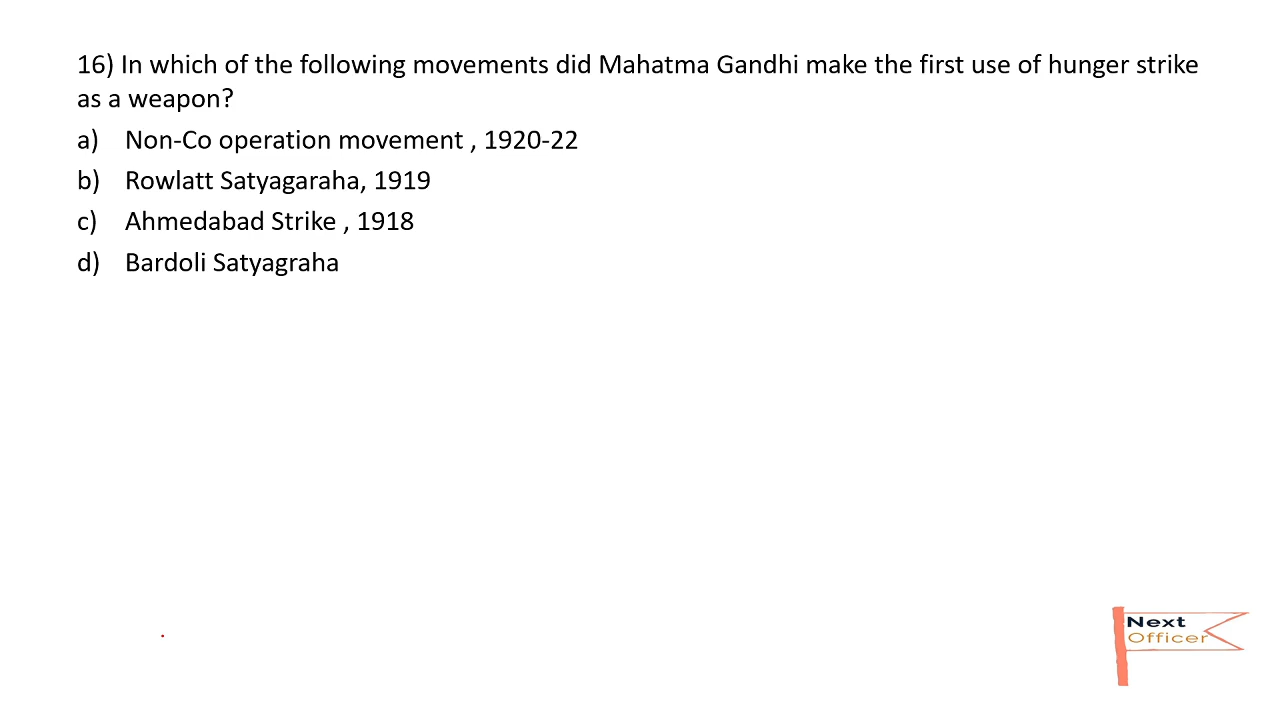 16) In which of the following movements did Mahatma Gandhi make the first use of hunger strike
as a weapon?
a) Non-Co operation movement , 1920-22
b) Rowlatt Satyagaraha, 1919
c) Ahmedabad Strike , 1918
d) Bardoli Satyagraha
Next
Officer